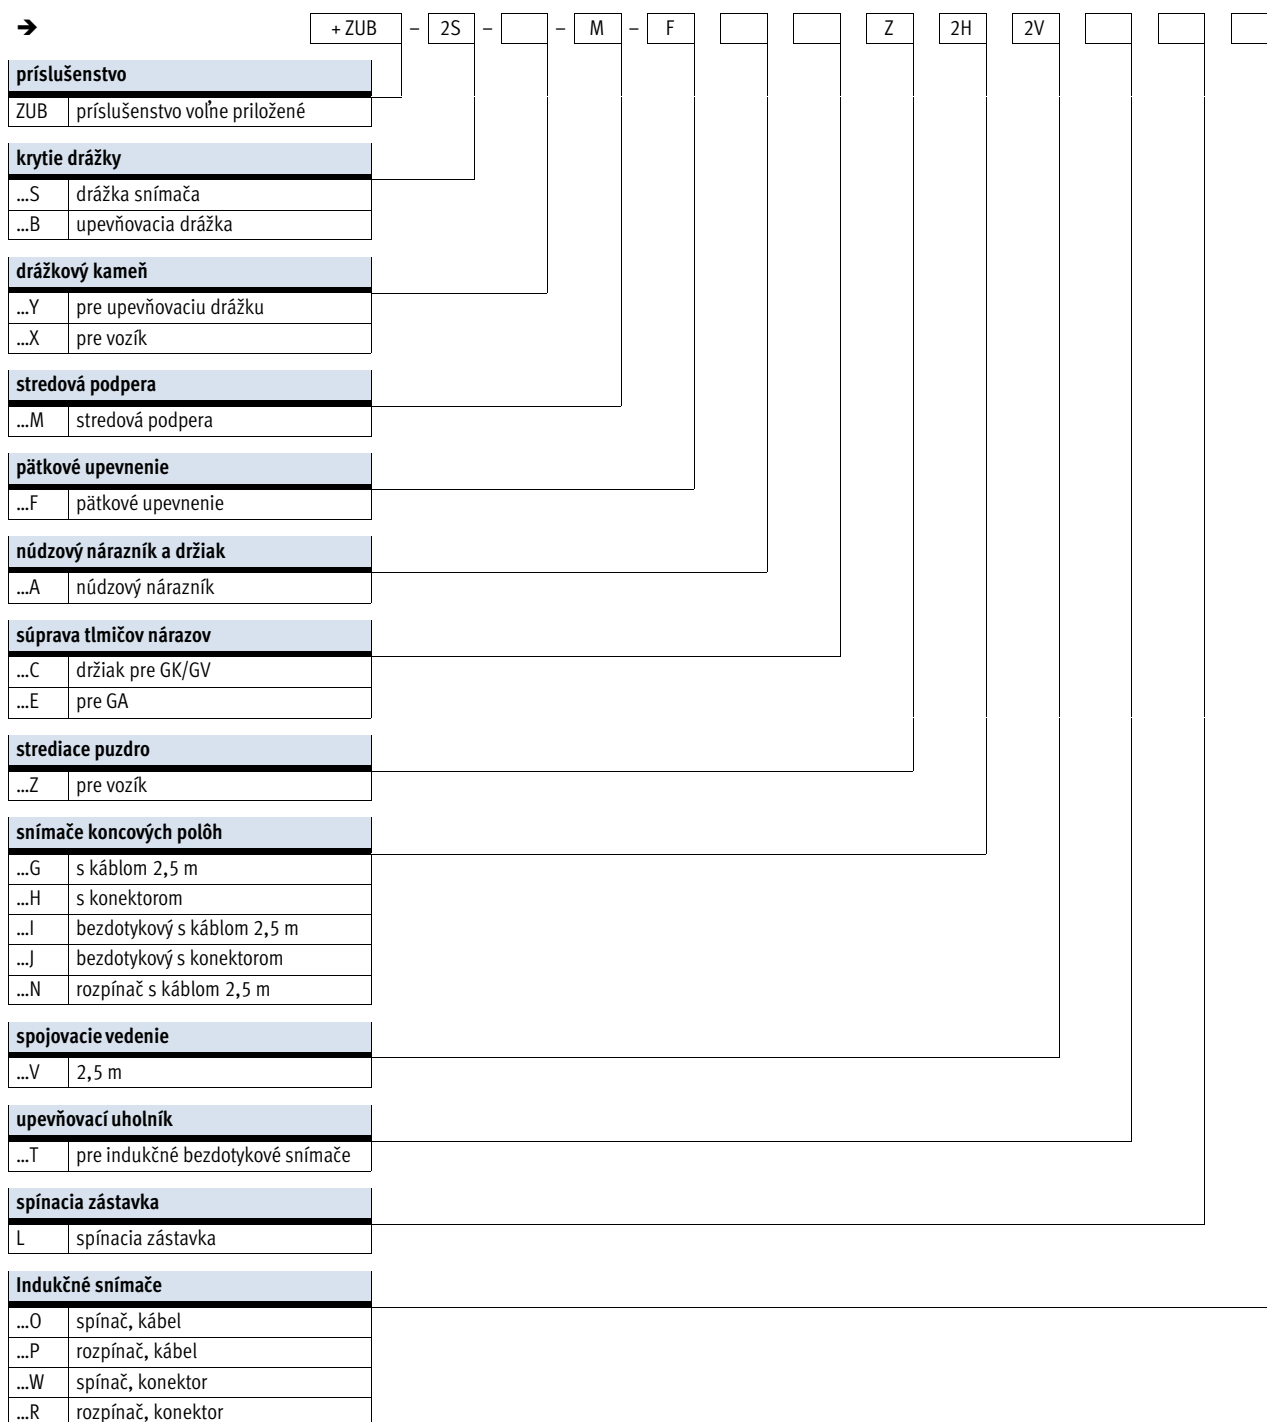 ➔ + ZUB – 2S – – M – F Z 2H 2V
príslušenstvo
ZUB príslušenstvo voľne priložené
krytie drážky
...S drážka snímača
...B upevňovacia drážka
drážkový kameň
...Y pre upevňovaciu drážku
...X pre vozík
stredová podpera
...M stredová podpera
pätkové upevnenie
...F pätkové upevnenie
núdzový nárazník a držiak
...A núdzový nárazník
súprava tlmičov nárazov
...C držiak pre GK/GV
...E pre GA
strediace puzdro
...Z pre vozík
snímače koncových polôh
...G s káblom 2,5 m
...H s konektorom
...I bezdotykový s káblom 2,5 m
...J bezdotykový s konektorom
...N rozpínač s káblom 2,5 m
spojovacie vedenie
...V 2,5 m
upevňovací uholník
...T pre indukčné bezdotykové snímače
spínacia zástavka
L spínacia zástavka
Indukčné snímače
...O spínač, kábel
...P rozpínač, kábel
...W spínač, konektor
...R rozpínač, konektor